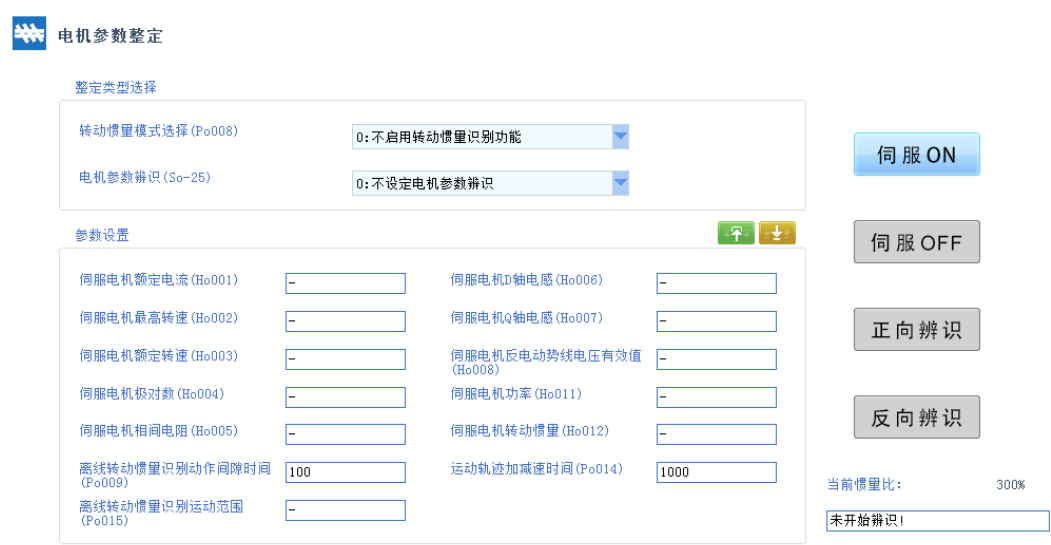 电机参数整定
整定类型选择
转动惯量模式选择(Po008)
0:不启用转动惯量识别功能
电机参数辨识(So-25)
0:不设定电机参数辨识
伺服ON
参数设置
伺服OFF
伺服电机额定电流(Ho001)
-
伺服电机D轴电感(Ho006)
-
伺服电机最高转速(Ho002)
-
伺服电机Q轴电感(Ho007)
-
正向辨识
伺服电机额定转速(Ho003)
-
伺服电机反电动势线电压有效值
(Ho008)
-
伺服电机极对数(Ho004)
-
伺服电机功率(Ho011)
-
反向辨识
伺服电机相间电阻(Ho005)
-
伺服电机转动惯量(Ho012)
-
离线转动惯量识别动作间隙时间
(Po009)
100
运动轨迹加减速时间(Po014)
1000
当前惯量比: 300%
离线转动惯量识别运动范围
(Po015)
-
未开始辨识!